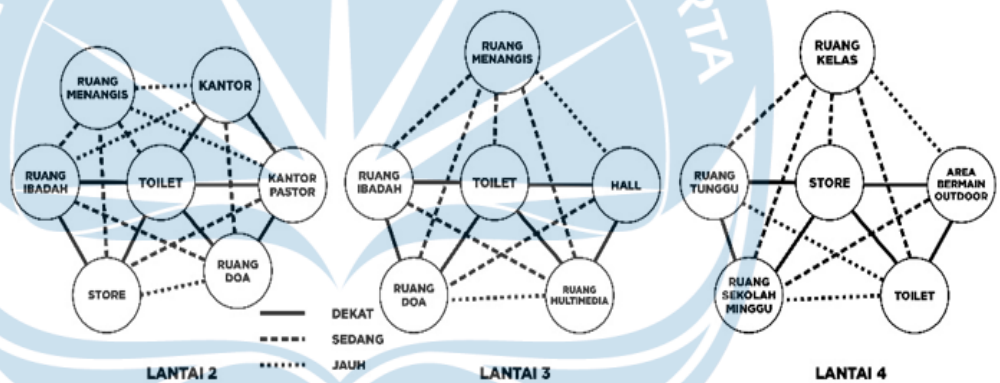 RTA
RUANG
MENANGIS
KANTOR
RUANG
IBADAH
TOILET
KANTOR
PASTOR
STORE
RUANG
DOA
RUANG
MENANGIS
RUANG
IBADAH
TOILET
HALL
RUANG
DOA
RUANG
MULTIMEDIA
RUANG
KELAS
RUANG
TUNGGU
STORE
AREA
BERMAIN
OUTDOOR
RUANG
SEKOLAH
MINGGU
TOILET
DEKAT
SEDANG
JAUH
LANTAI 2
LANTAI 3
LANTAI 4